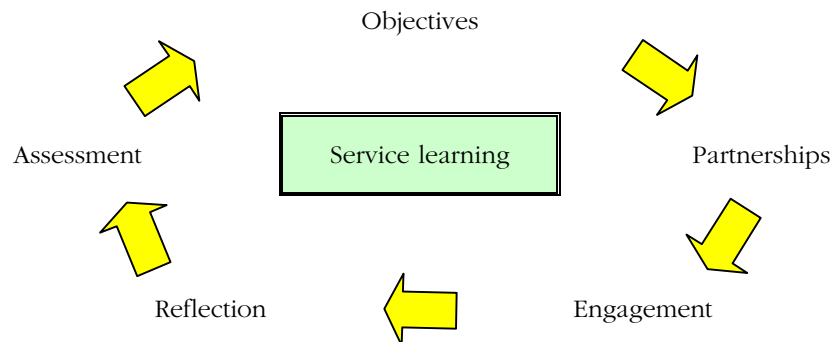 Objectives
Assessment
Service learning
Partnerships
Reflection
Engagement